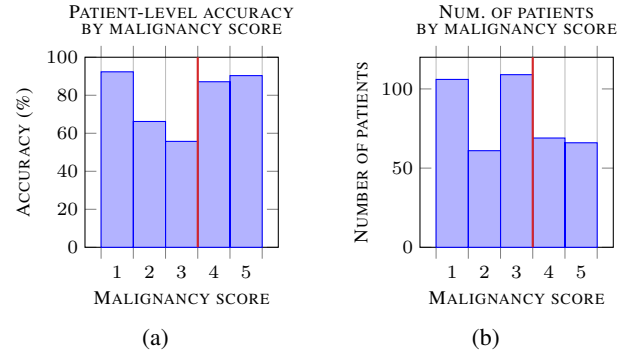 PATIENT-LEVEL ACCURACY
BY MALIGNANCY SCORE
100
80
60
40
20
0
ACCURACY (%)
1 2 3 4 5
MALIGNANCY SCORE
(a)
NUM. OF PATIENTS
BY MALIGNANCY SCORE
100
50
0
NUMBER OF PATIENTS
1 2 3 4 5
MALIGNANCY SCORE
(b)